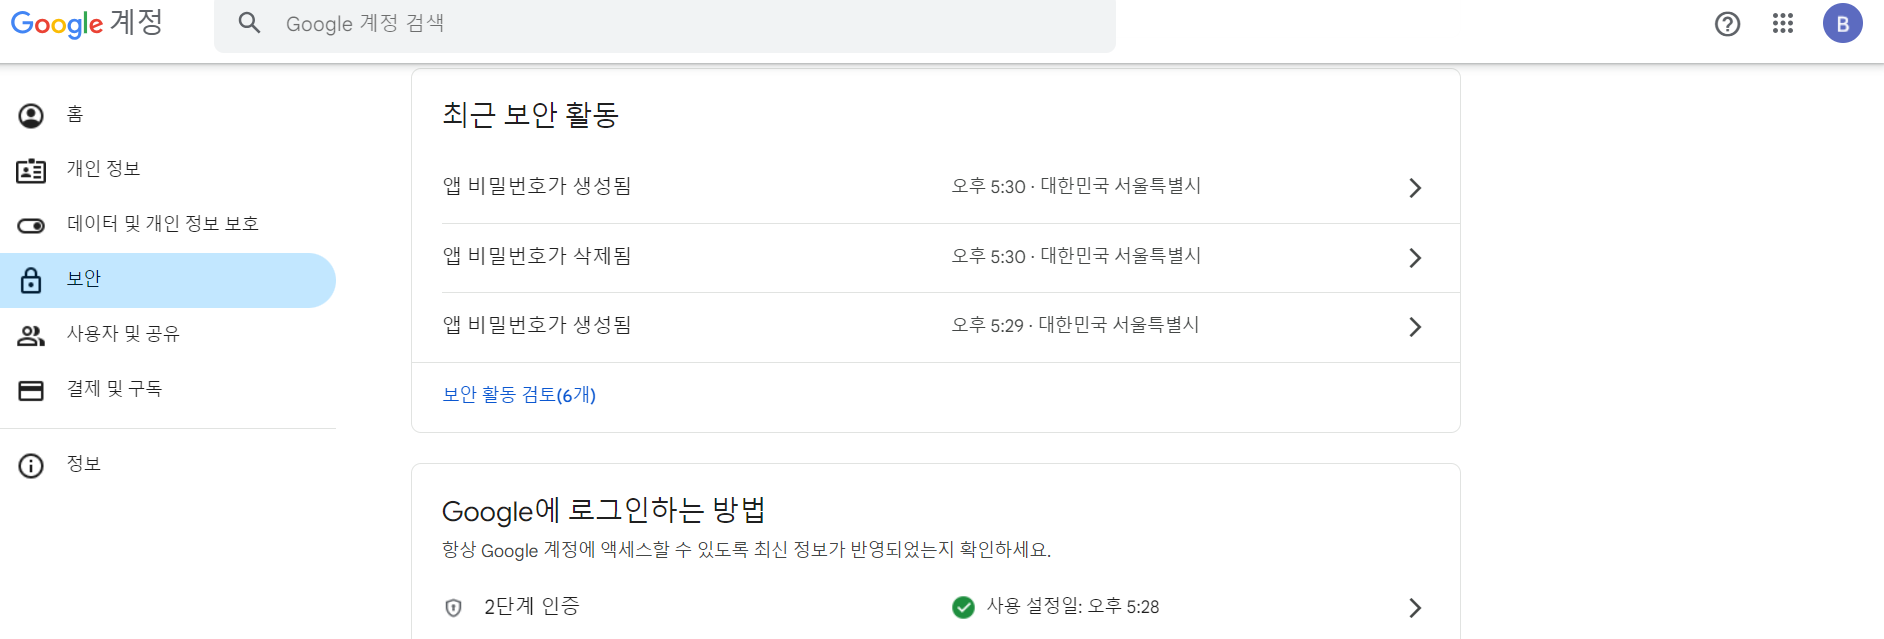 Google 계정
Google 계정 검색
B
홈
개인 정보
데이터 및 개인 정보 보호
보안
사용자 및 공유
결제 및 구독
정보
최근 보안 활동
앱 비밀번호가 생성됨 오후 5:30 · 대한민국 서울특별시
앱 비밀번호가 삭제됨 오후 5:30 · 대한민국 서울특별시
앱 비밀번호가 생성됨 오후 5:29 · 대한민국 서울특별시
보안 활동 검토(6개)
Google에 로그인하는 방법
항상 Google 계정에 액세스할 수 있도록 최신 정보가 반영되었는지 확인하세요.
2단계 인증 사용 설정일: 오후 5:28